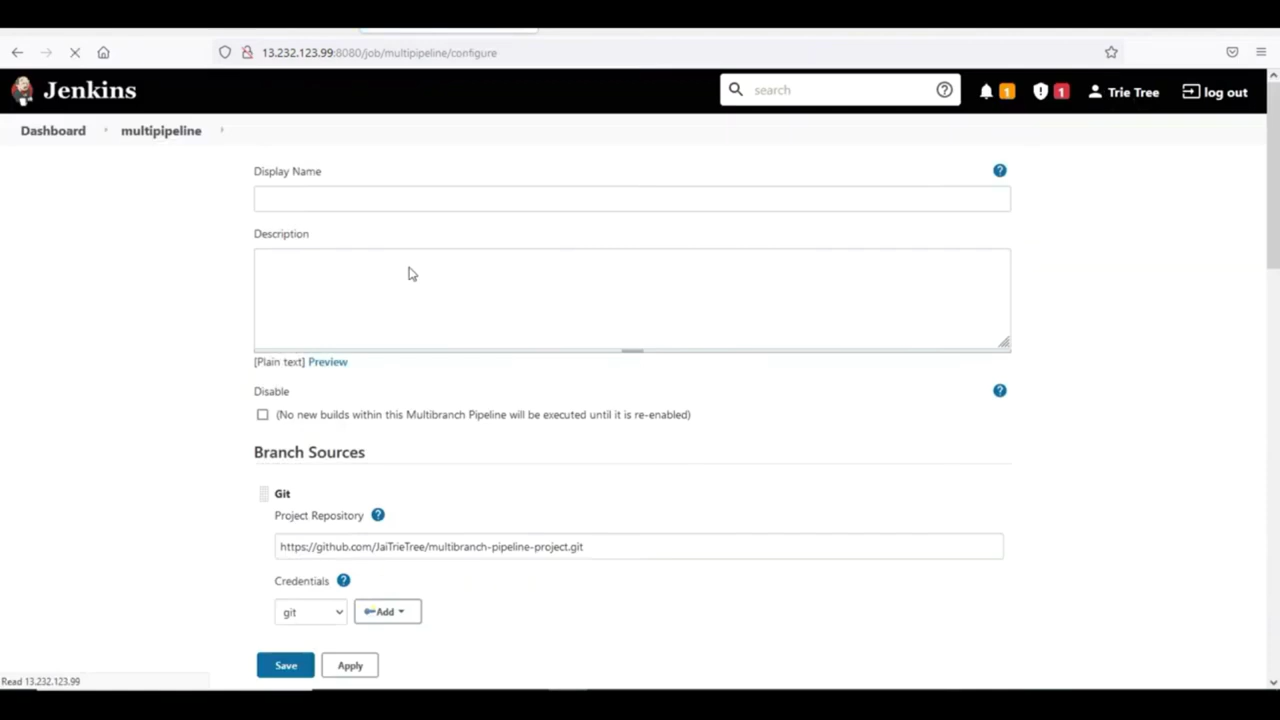 13.232.123.99:8080/job/multipipeline/configure
Jenkins
search
1
1
Trie Tree
log out
Dashboard
multipipeline
Display Name
Description
[Plain text] Preview
Disable
(No new builds within this Multibranch Pipeline will be executed until it is re-enabled)
Branch Sources
Git
Project Repository
https://github.com/JaiTrieTree/multibranch-pipeline-project.git
Credentials
git
Add
Save
Apply
Read 13.232.123.99